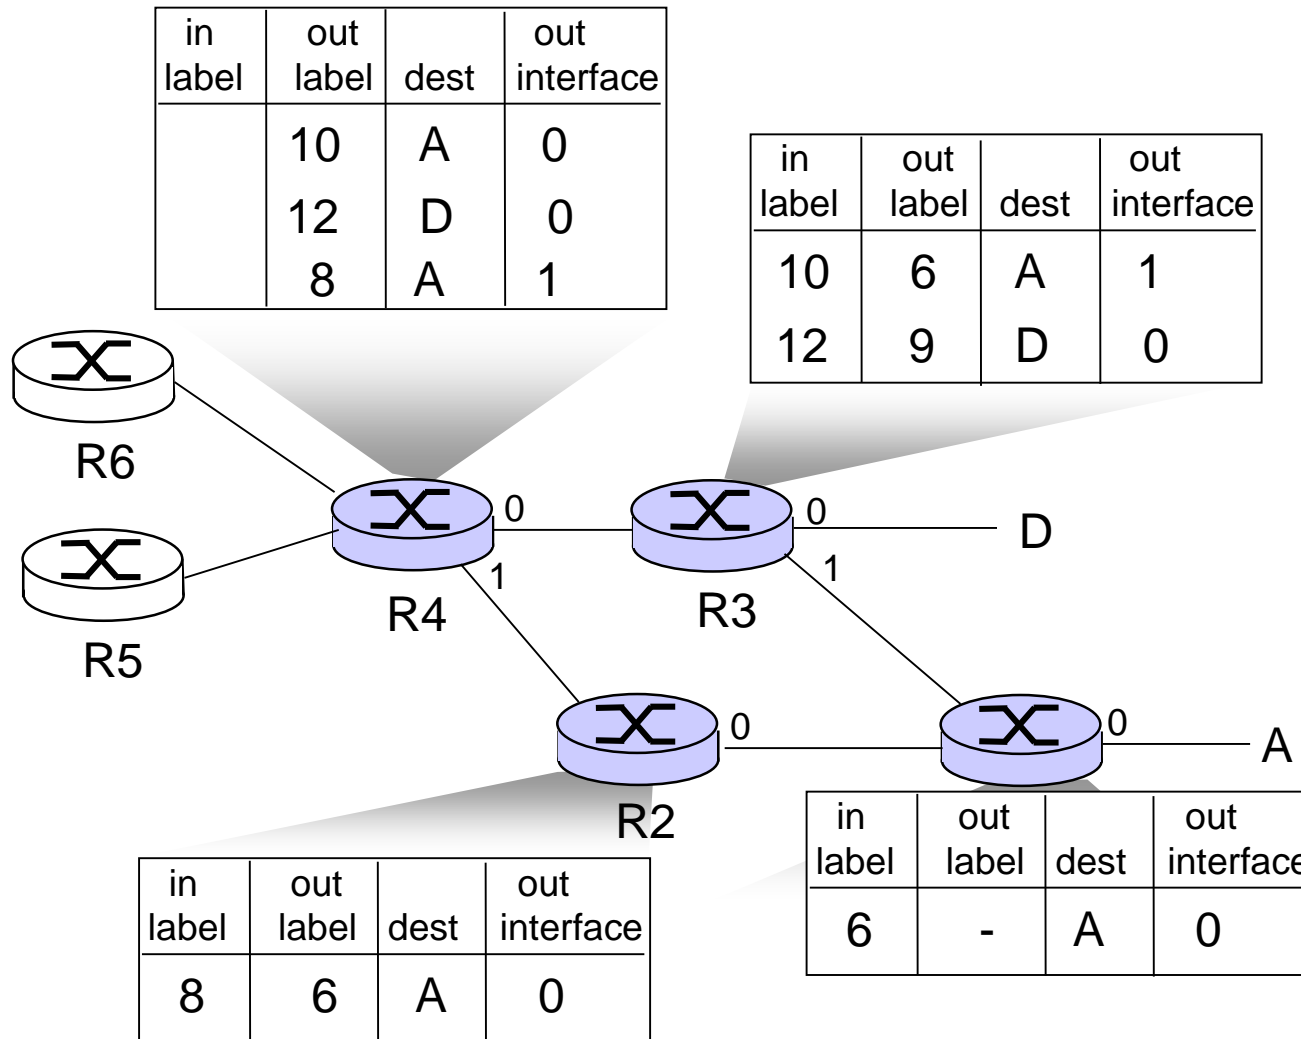 in out out
label label dest interface
10 A 0
12 D 0
8 A 1
in out out
label label dest interface
10 6 A 1
12 9 D 0
R6
0
0
D
1
1
R4
R3
R5
0
0
A
R2
in out out
label label dest interface
6 - A 0
in out out
label label dest interface
8 6 A 0